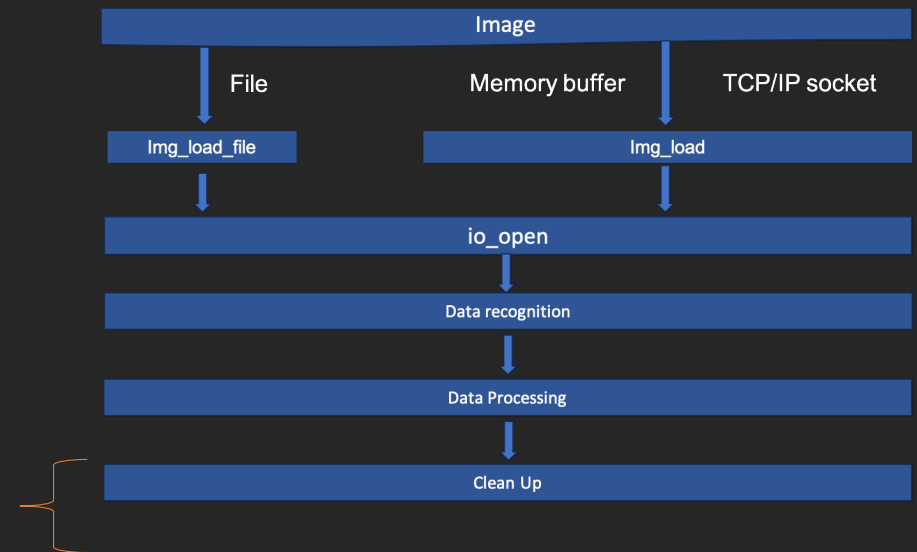 Image
File
Memory buffer
TCP/IP socket
Img_load_file
Img_load
io_open
Data recognition
Data Processing
Clean Up